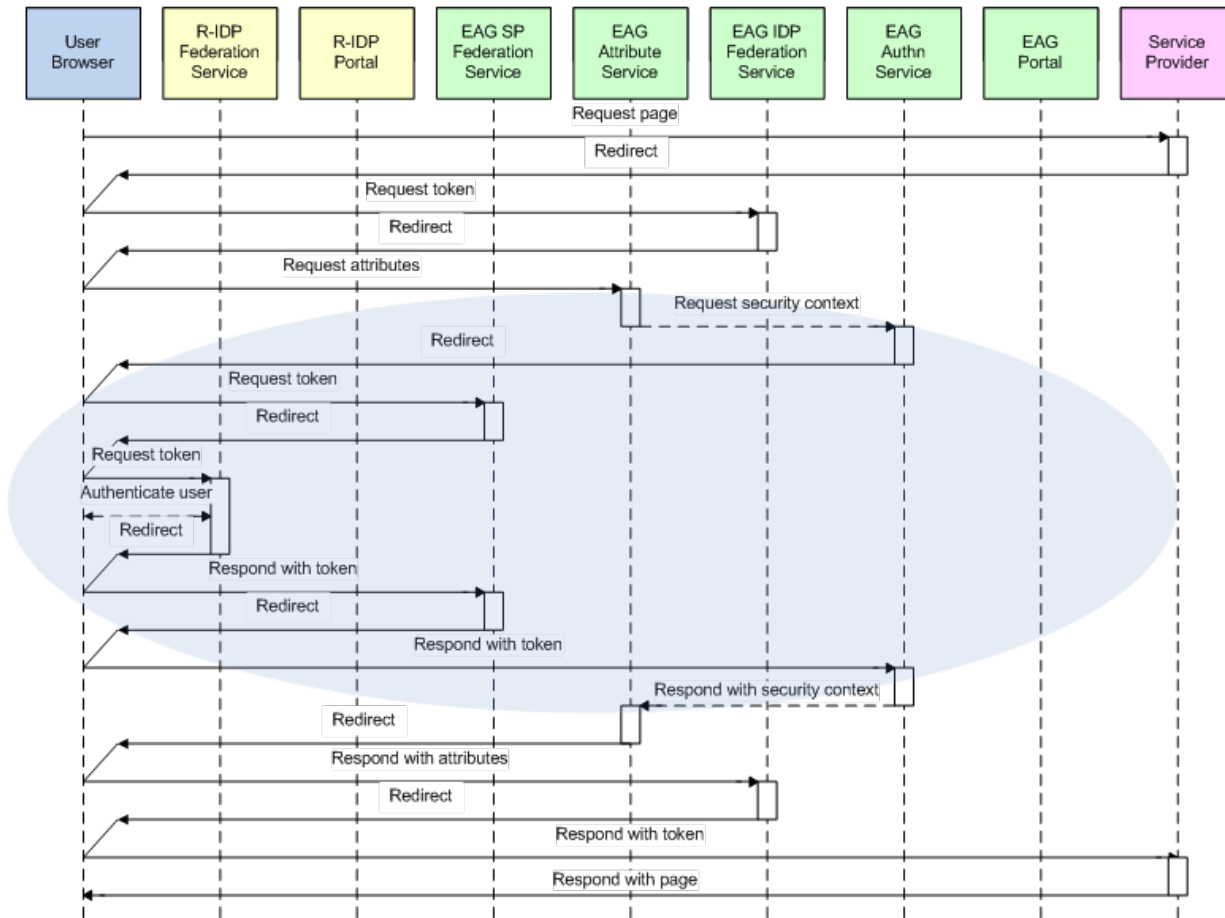 User
Browser
R-IDP
Federation
Service
R-IDP
Portal
EAG SP
Federation
Service
EAG
Attribute
Service
EAG IDP
Federation
Service
EAG
Authn
Service
EAG
Portal
Service
Provider
Request page
Redirect
Request token
Redirect
Request attributes
Request security context
Redirect
Request token
Redirect
Request token
Authenticate user
Redirect
Respond with token
Redirect
Respond with token
Respond with security context
Redirect
Respond with attributes
Redirect
Respond with token
Respond with page